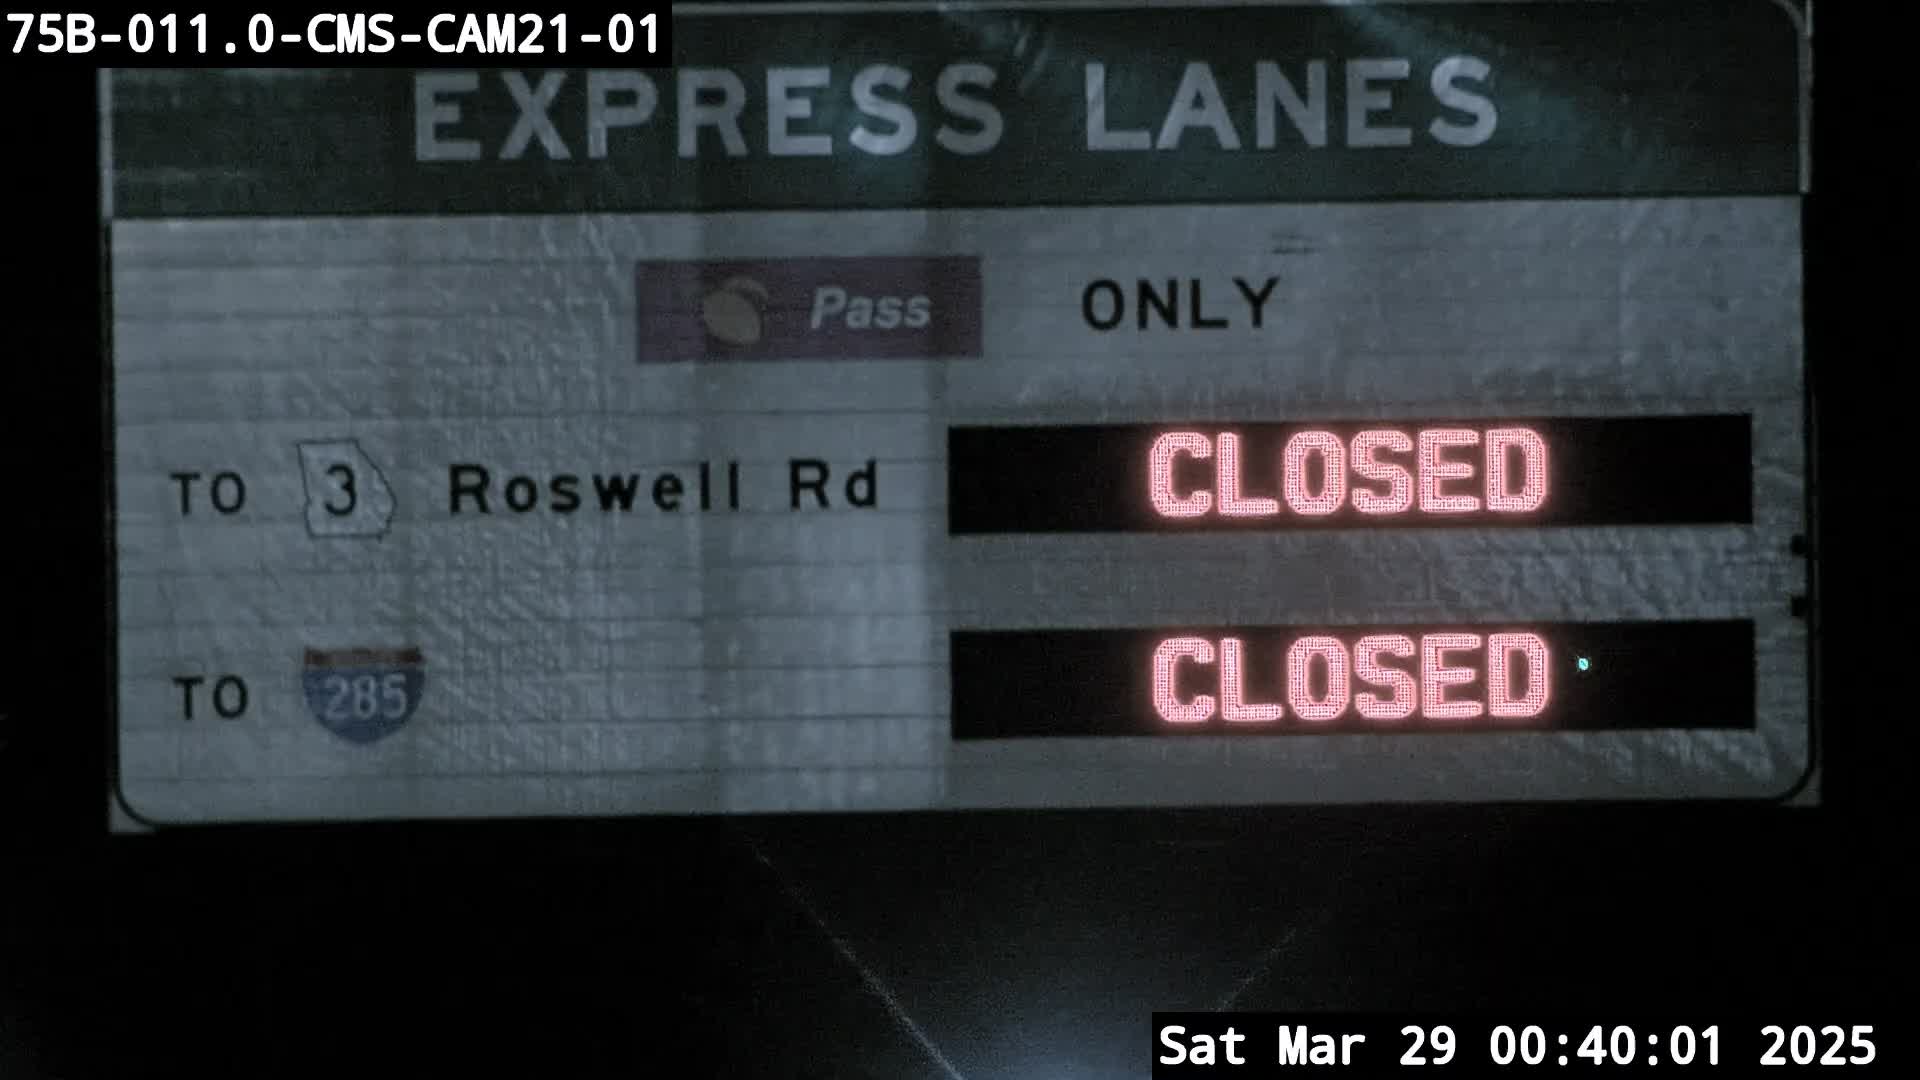 75B-011.0-CMS-CAM21-01
EXPRESS LANES
Pass ONLY
TO 3 Roswell Rd CLOSED
TO 285 CLOSED
Sat Mar 29 00:40:01 2025